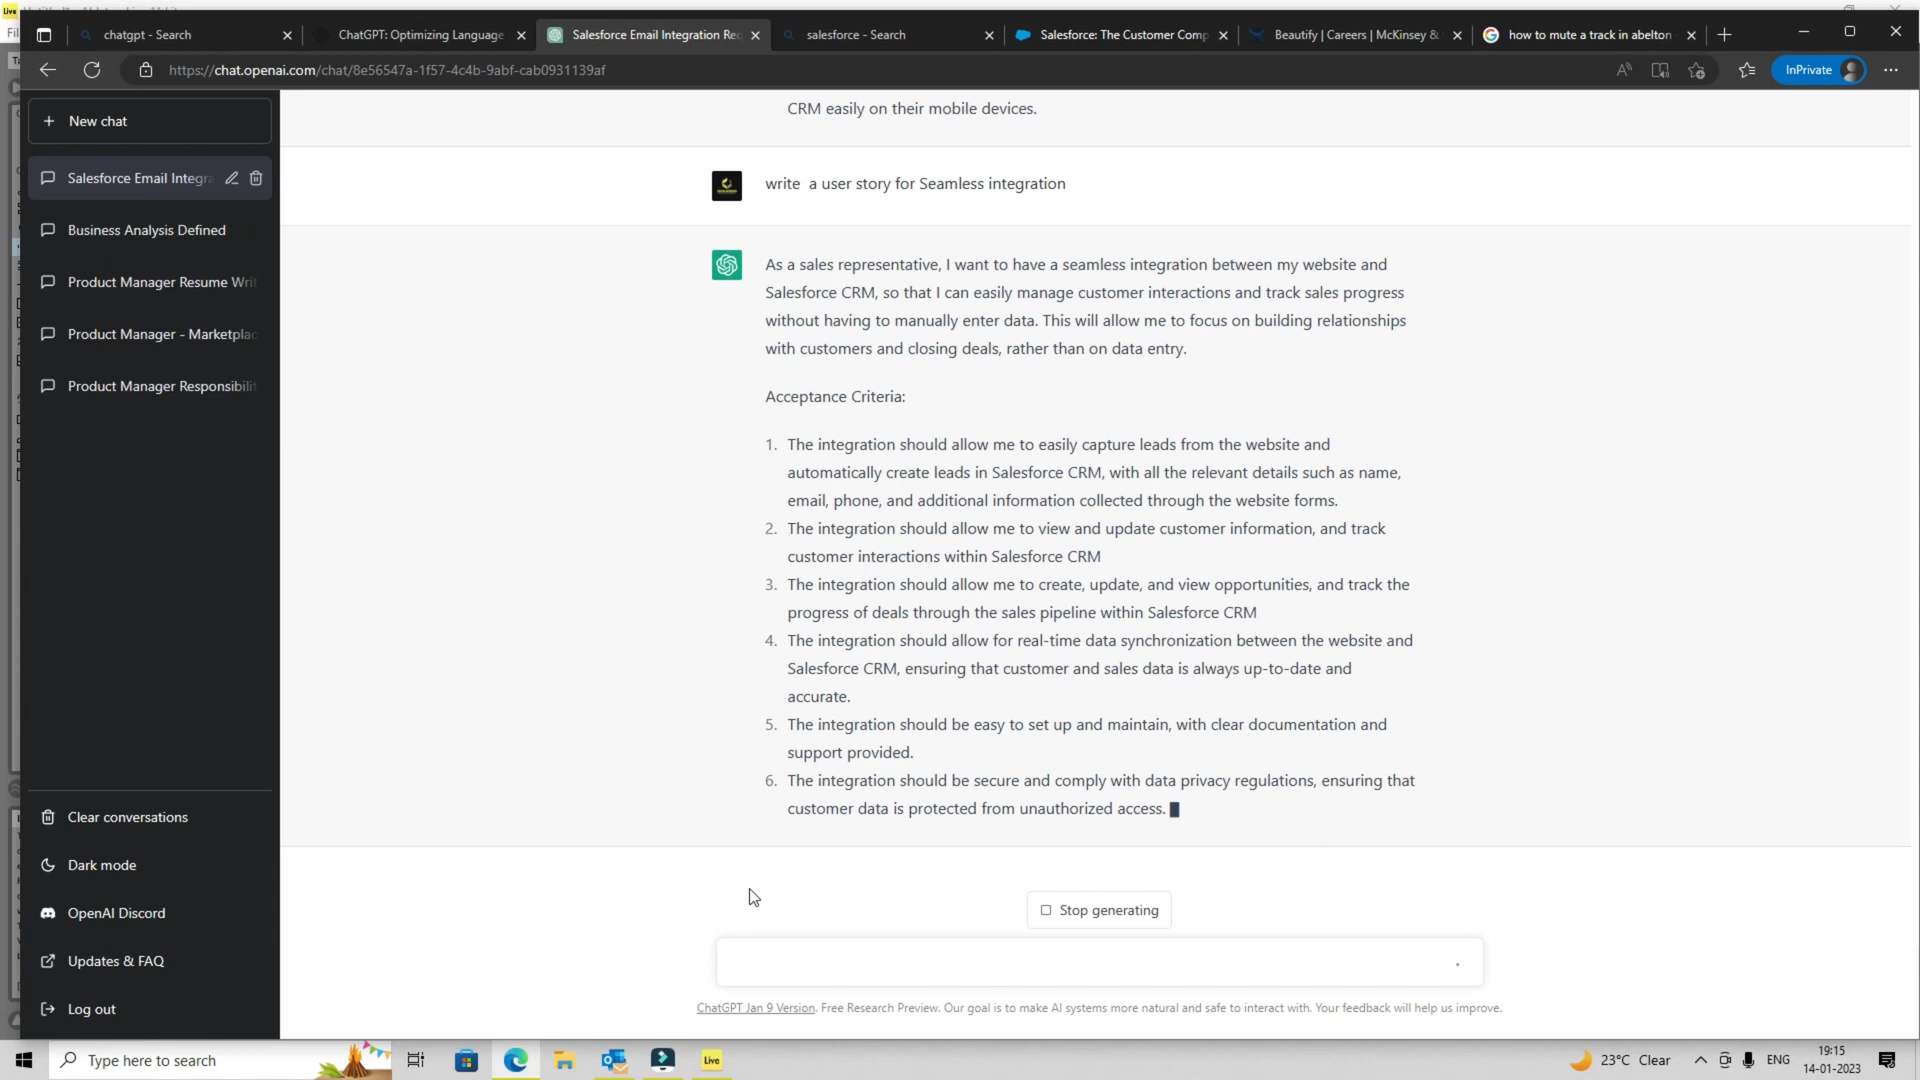 Live
chatgpt - Search
ChatGPT: Optimizing Language
Salesforce Email Integration Rec
salesforce - Search
Salesforce: The Customer Comp
Beautify | Careers | McKinsey &
how to mute a track in abelton
https://chat.openai.com/chat/8e56547a-1f57-4c4b-9abf-cab0931139af
InPrivate
New chat
Salesforce Email Integra
Business Analysis Defined
Product Manager Resume Writ
Product Manager - Marketplac
Product Manager Responsibilit
Clear conversations
Dark mode
OpenAI Discord
Updates & FAQ
Log out
CRM easily on their mobile devices.
write a user story for Seamless integration
As a sales representative, I want to have a seamless integration between my website and
Salesforce CRM, so that I can easily manage customer interactions and track sales progress
without having to manually enter data. This will allow me to focus on building relationships
with customers and closing deals, rather than on data entry.
Acceptance Criteria:
1. The integration should allow me to easily capture leads from the website and
automatically create leads in Salesforce CRM, with all the relevant details such as name,
email, phone, and additional information collected through the website forms.
2. The integration should allow me to view and update customer information, and track
customer interactions within Salesforce CRM
3. The integration should allow me to create, update, and view opportunities, and track the
progress of deals through the sales pipeline within Salesforce CRM
4. The integration should allow for real-time data synchronization between the website and
Salesforce CRM, ensuring that customer and sales data is always up-to-date and
accurate.
5. The integration should be easy to set up and maintain, with clear documentation and
support provided.
6. The integration should be secure and comply with data privacy regulations, ensuring that
customer data is protected from unauthorized access.
Stop generating
ChatGPT Jan 9 Version. Free Research Preview. Our goal is to make AI systems more natural and safe to interact with. Your feedback will help us improve.
Type here to search
Live
23°C Clear
ENG
19:15
14-01-2023